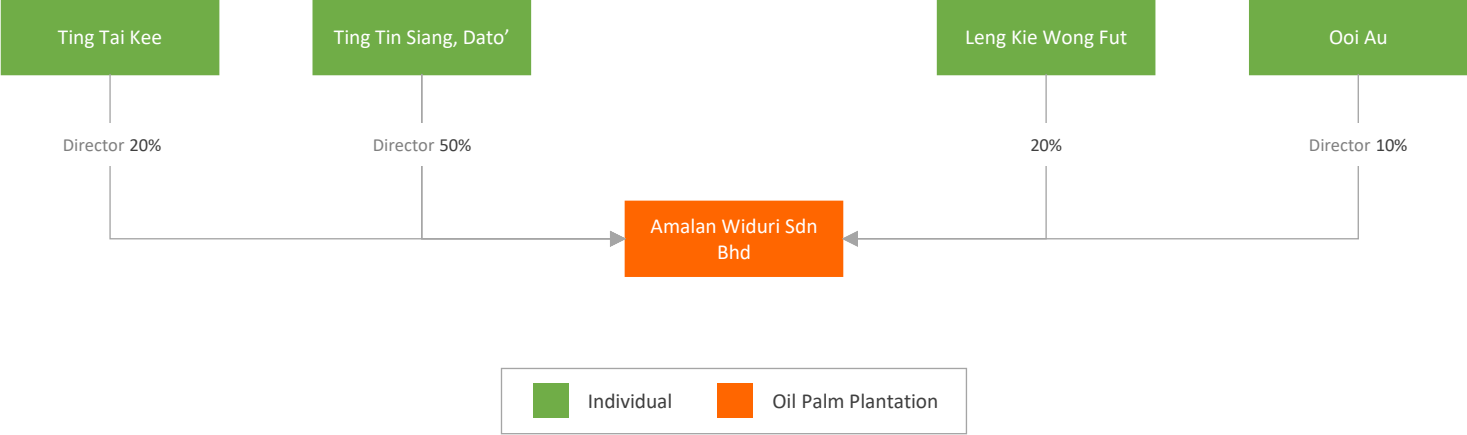 Ting Tai Kee
Ting Tin Siang, Dato’
Leng Kie Wong Fut
Ooi Au
Director 20%
Director 50%
20%
Director 10%
Amalan Widuri Sdn
Bhd
Individual
Oil Palm Plantation